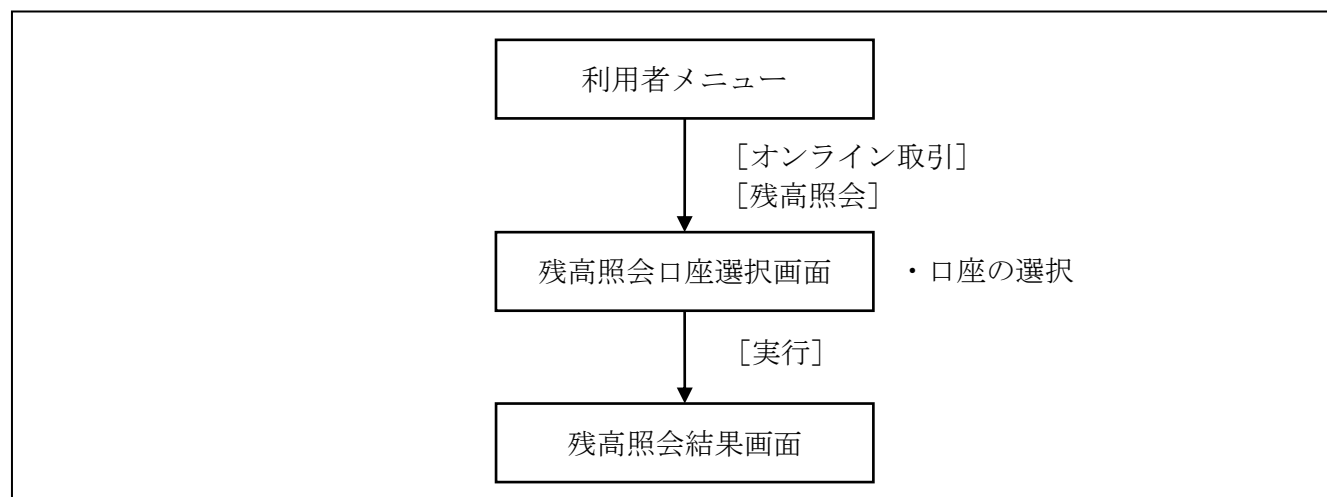 利用者メニュー
［オンライン取引］
［残高照会］
残高照会口座選択画面
・口座の選択
［実行］
残高照会結果画面